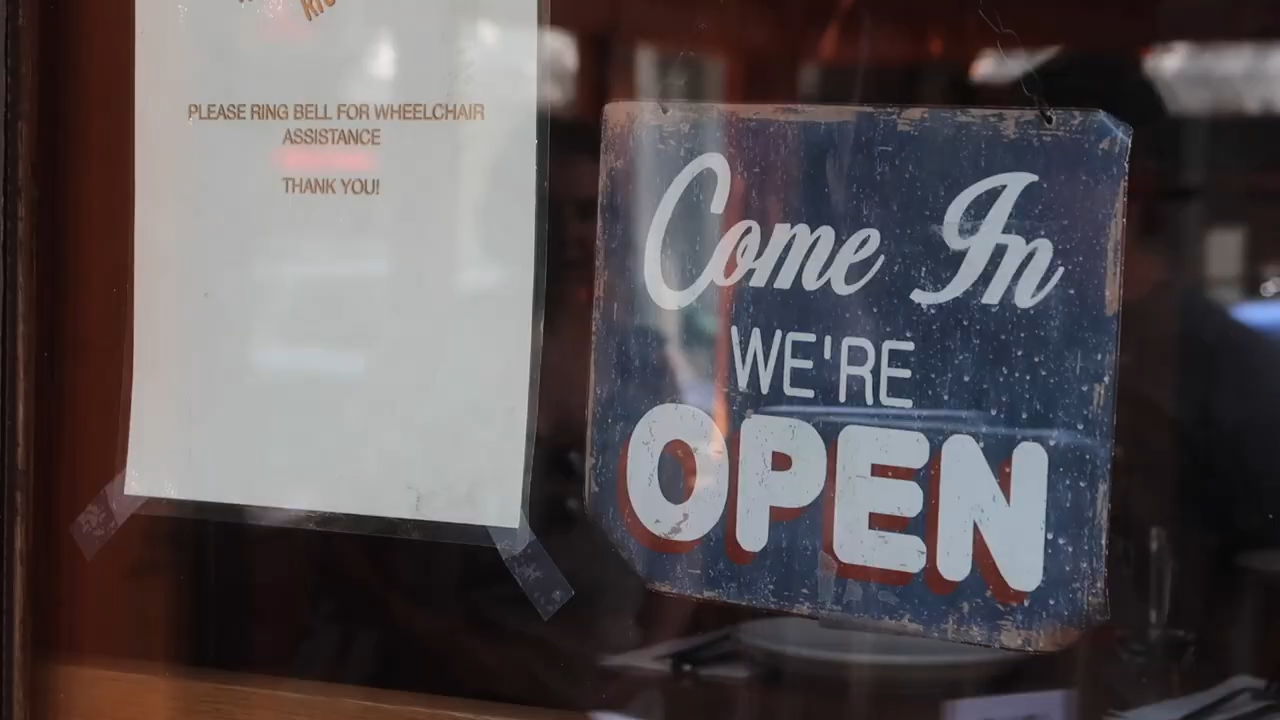 PLEASE RING BELL FOR WHEELCHAIR
ASSISTANCE
THANK YOU!
Come In
WE'RE
OPEN